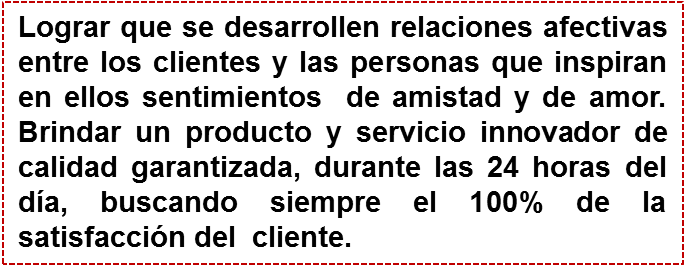 Lograr que se desarrollen relaciones afectivas
entre los clientes y las personas que inspiran
en ellos sentimientos  de amistad y de amor.
Brindar un producto y servicio innovador de
calidad garantizada, durante las 24 horas del
día, buscando siempre el 100% de la
satisfacción del  cliente.